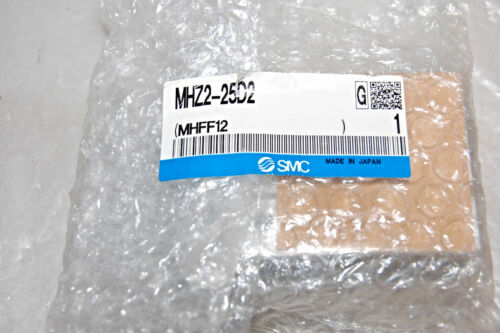 MHZ2-25D2
G
(MHFF12 )
1
SMC
MADE IN JAPAN